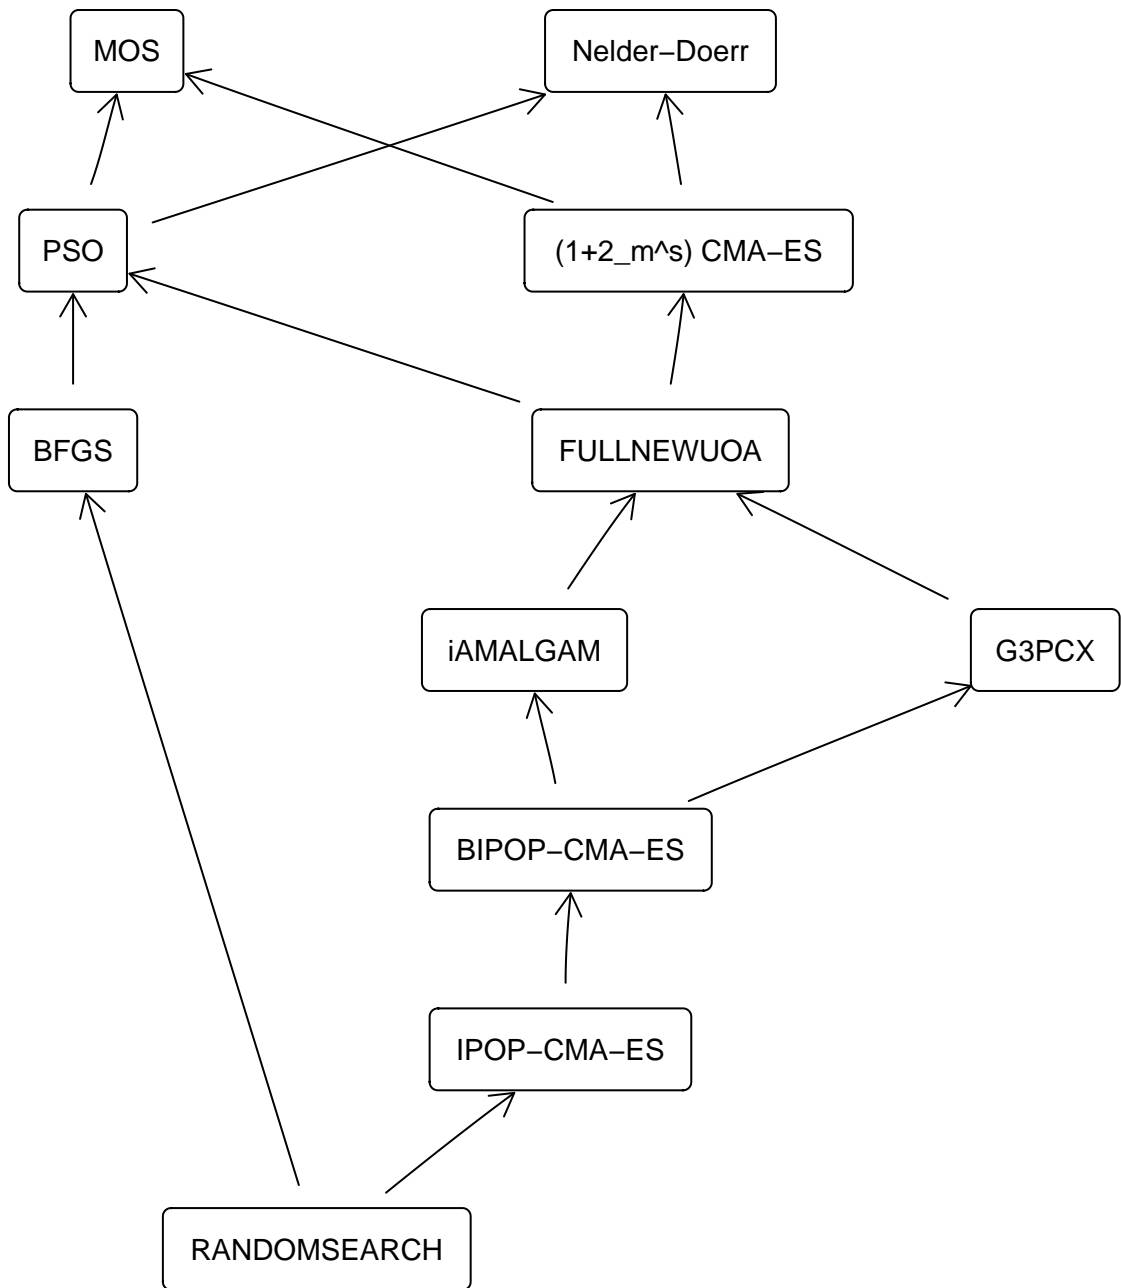 MOS
Nelder−Doerr
PSO
(1+2_m^s) CMA−ES
BFGS
FULLNEWUOA
iAMALGAM
G3PCX
BIPOP−CMA−ES
IPOP−CMA−ES
RANDOMSEARCH